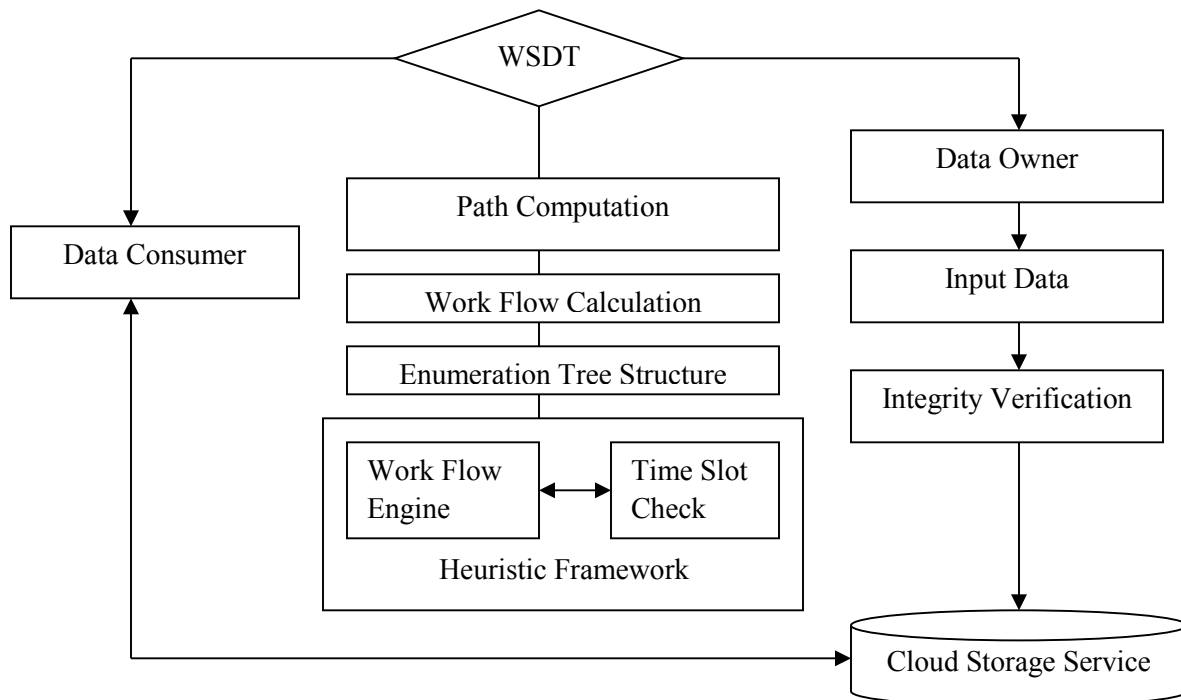 WSDT
Data Owner
Path Computation
Data Consumer
Input Data
Work Flow Calculation
Enumeration Tree Structure
Integrity Verification
Work Flow
Engine
Time Slot
Check
Heuristic Framework
Cloud Storage Service